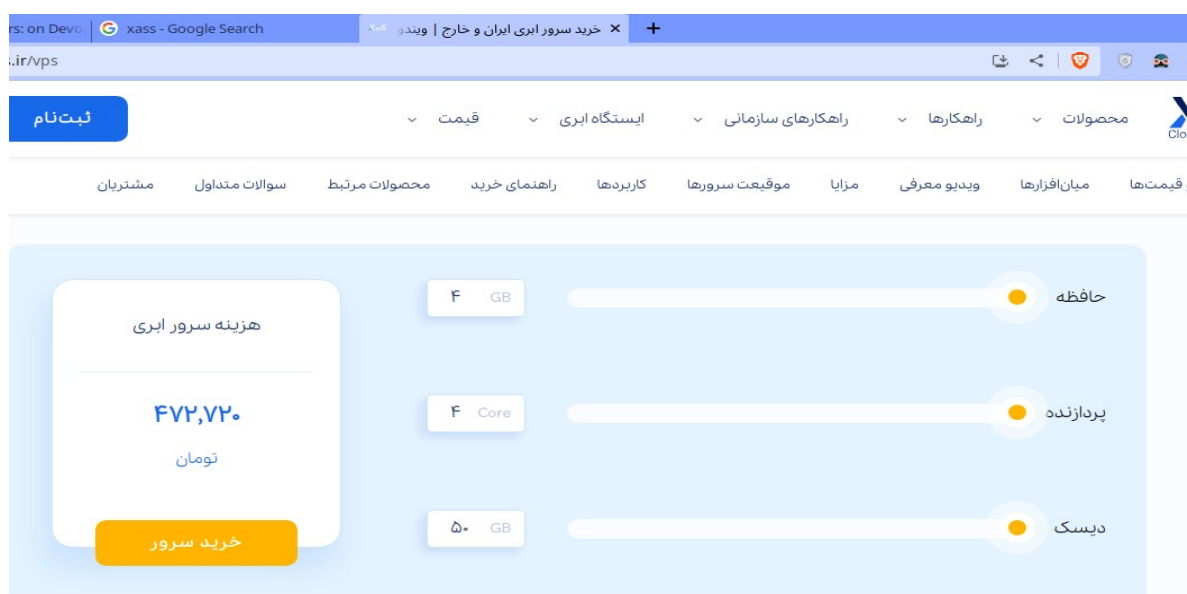 rs: on Devo xass - Google Search خرید سرور ابری ایران و خارج | ویندو
.ir/vps
محصولات راهکارها راهکارهای سازمانی ایستگاه ابری قیمت ثبت‌نام
Clo
قیمت‌ها میان‌افزارها ویدیو معرفی مزایا موقیعت سرورها کاربردها راهنمای خرید محصولات مرتبط سوالات متداول مشتریان
حافظه ۴ GB
پردازنده ۴ Core
دیسک ۵۰ GB
هزینه سرور ابری
۴۷۲,۷۲۰
تومان
خرید سرور